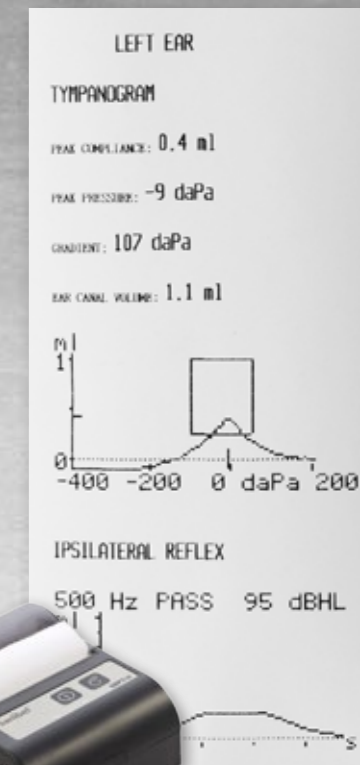 LEFT EAR
TYMPANOGRAM
PEAK COMPLIANCE: 0.4 ml
PEAK PRESSURE: -9 daPa
GRADIENT: 107 daPa
EAR CANAL VOLUME: 1.1 ml
ml
1
0
-400 -200 0 daPa 200
IPSILATERAL REFLEX
500 Hz PASS 95 dBHL
S